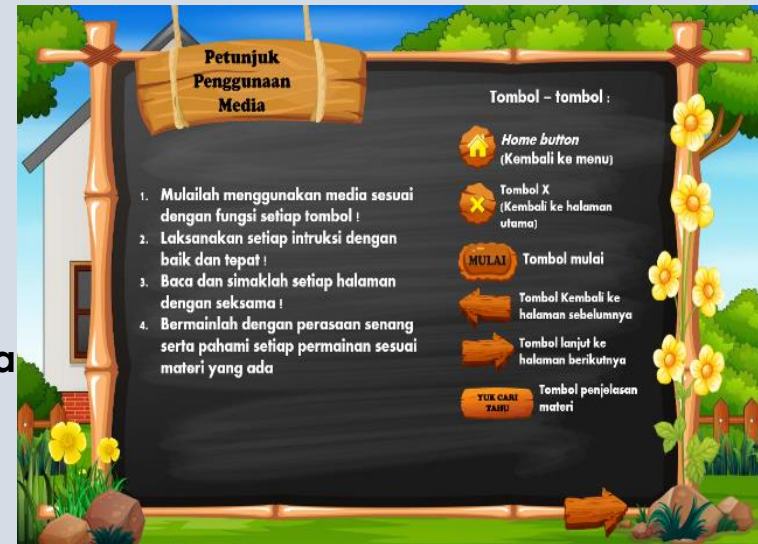 Petunjuk
Penggunaan
Media
1. Mulailah menggunakan media sesuai
dengan fungsi setiap tombol !
2. Laksanakan setiap intruksi dengan
baik dan tepat !
3. Baca dan simaklah setiap halaman
dengan seksama !
4. Bermainlah dengan perasaan senang
serta pahami setiap permainan sesuai
materi yang ada
Tombol – tombol :
Home button
(Kembali ke menu)
Tombol X
(Kembali ke halaman
utama)
MULAI
Tombol mulai
Tombol Kembali ke
halaman sebelumnya
Tombol lanjut ke
halaman berikutnya
YUK CARI
TAHU
Tombol penjelasan
materi
a